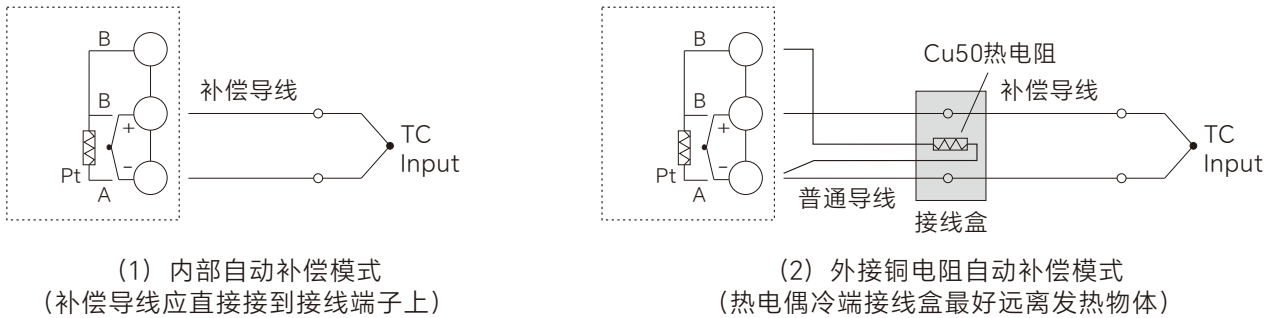 B
B
+
-
Pt
A
补偿导线
TC
Input
(1) 内部自动补偿模式
(补偿导线应直接接到接线端子上)
B
B
+
-
Pt
A
Cu50热电阻
补偿导线
TC
Input
普通导线
接线盒
(2) 外接铜电阻自动补偿模式
(热电偶冷端接线盒最好远离发热物体)